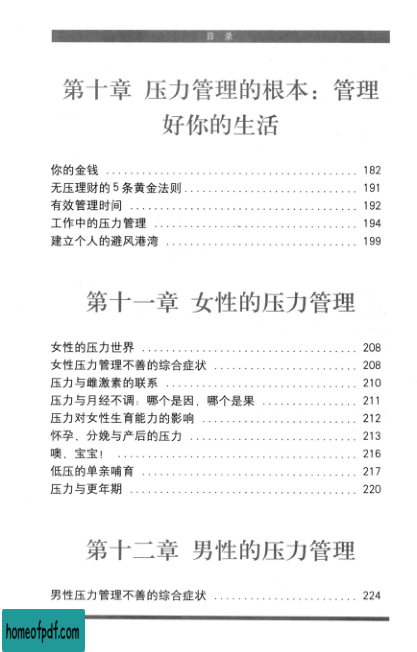 目 录
第十章 压力管理的根本：管理
好你的生活
你的金钱 ........................................ 182
无压理财的5条黄金法则 ........................................ 191
有效管理时间 ........................................ 192
工作中的压力管理 ........................................ 194
建立个人的避风港湾 ........................................ 199
第十一章 女性的压力管理
女性的压力世界 ........................................ 208
女性压力管理不善的综合症状 ........................................ 208
压力与雌激素的联系 ........................................ 210
压力与月经不调：哪个是因，哪个是果 ........................................ 211
压力对女性生育能力的影响 ........................................ 212
怀孕、分娩与产后的压力 ........................................ 213
噢，宝宝！ ........................................ 216
低压的单亲哺育 ........................................ 217
压力与更年期 ........................................ 220
第十二章 男性的压力管理
男性压力管理不善的综合症状 ........................................ 224
homeofpdf.com